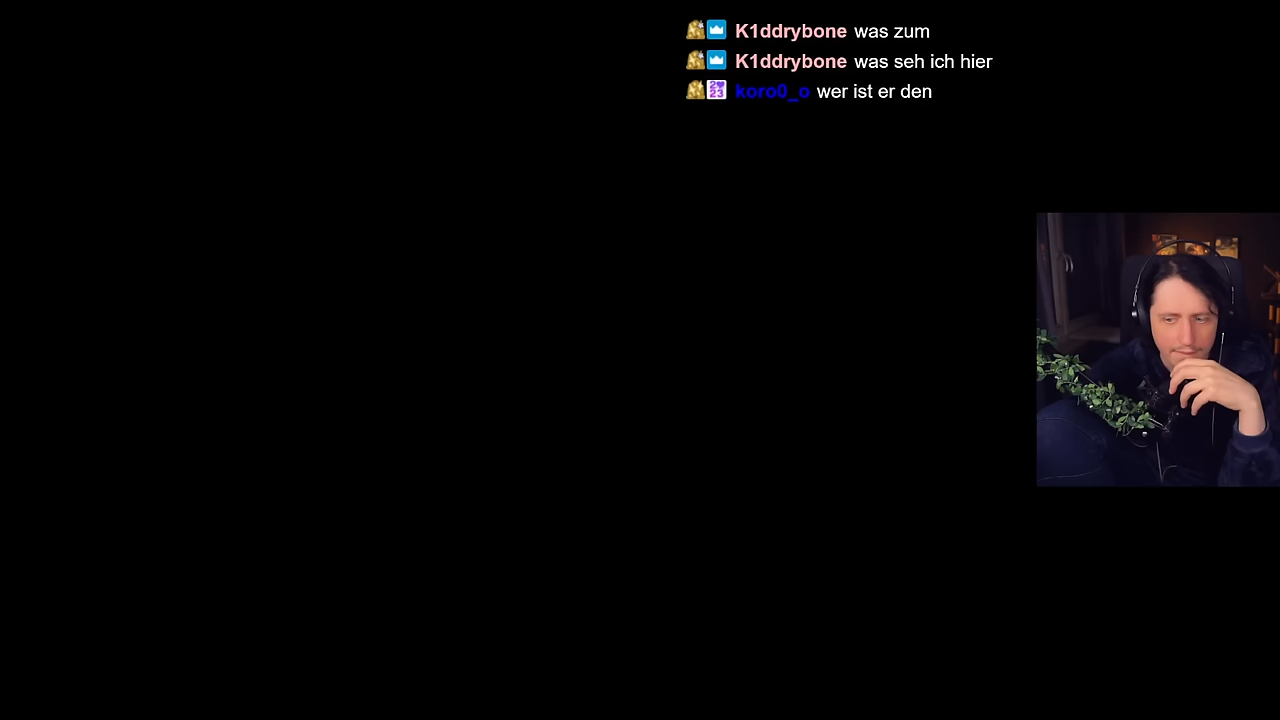 K1ddrybone was zum
K1ddrybone was seh ich hier
koro0_o wer ist er den